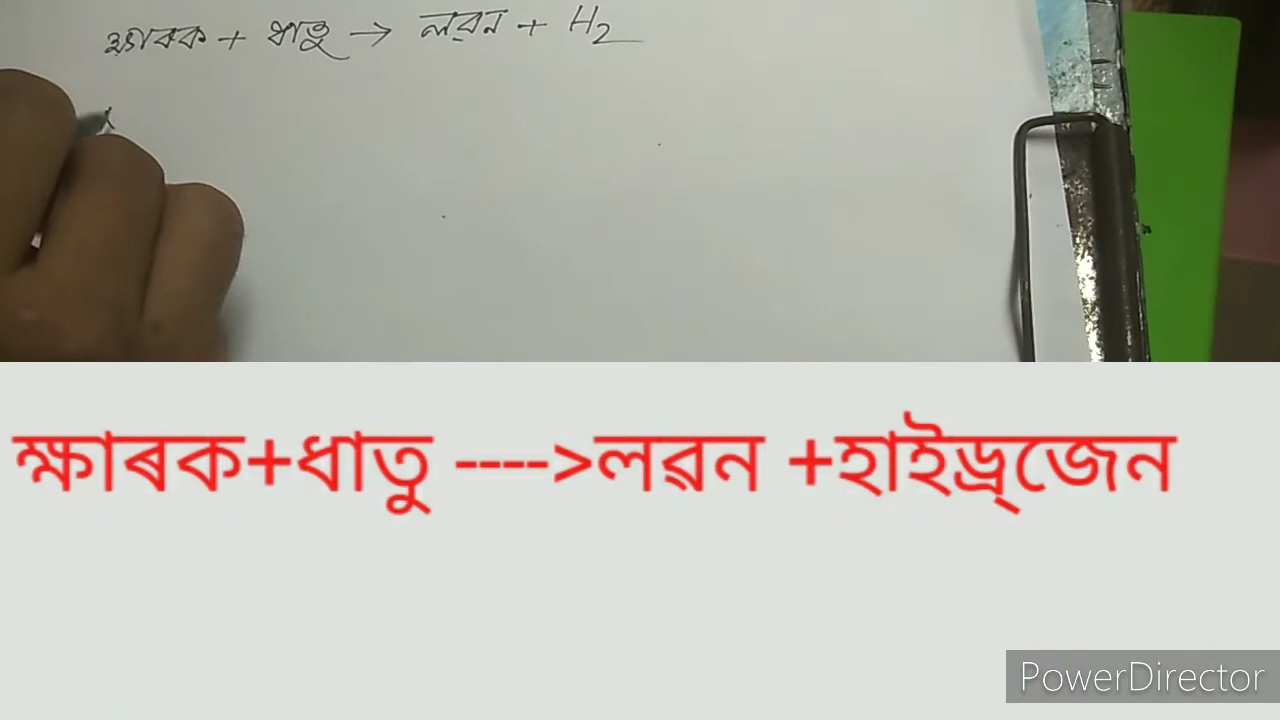 ক্ষাৰক + ধাতু → লৱন + H₂
ক্ষাৰক+ধাতু ---->লৱন +হাইড্ৰ্জেন
PowerDirector